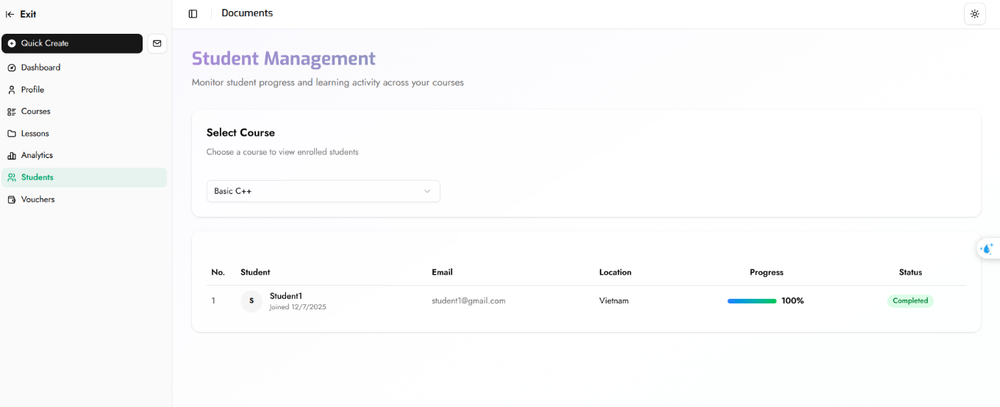 Exit
Documents
Quick Create
Dashboard
Profile
Courses
Lessons
Analytics
Students
Vouchers
Student Management
Monitor student progress and learning activity across your courses
Select Course
Choose a course to view enrolled students
Basic C++
No. Student Email Location Progress Status
1 S Student1 student1@gmail.com Vietnam 100% Completed
Joined 12/7/2025